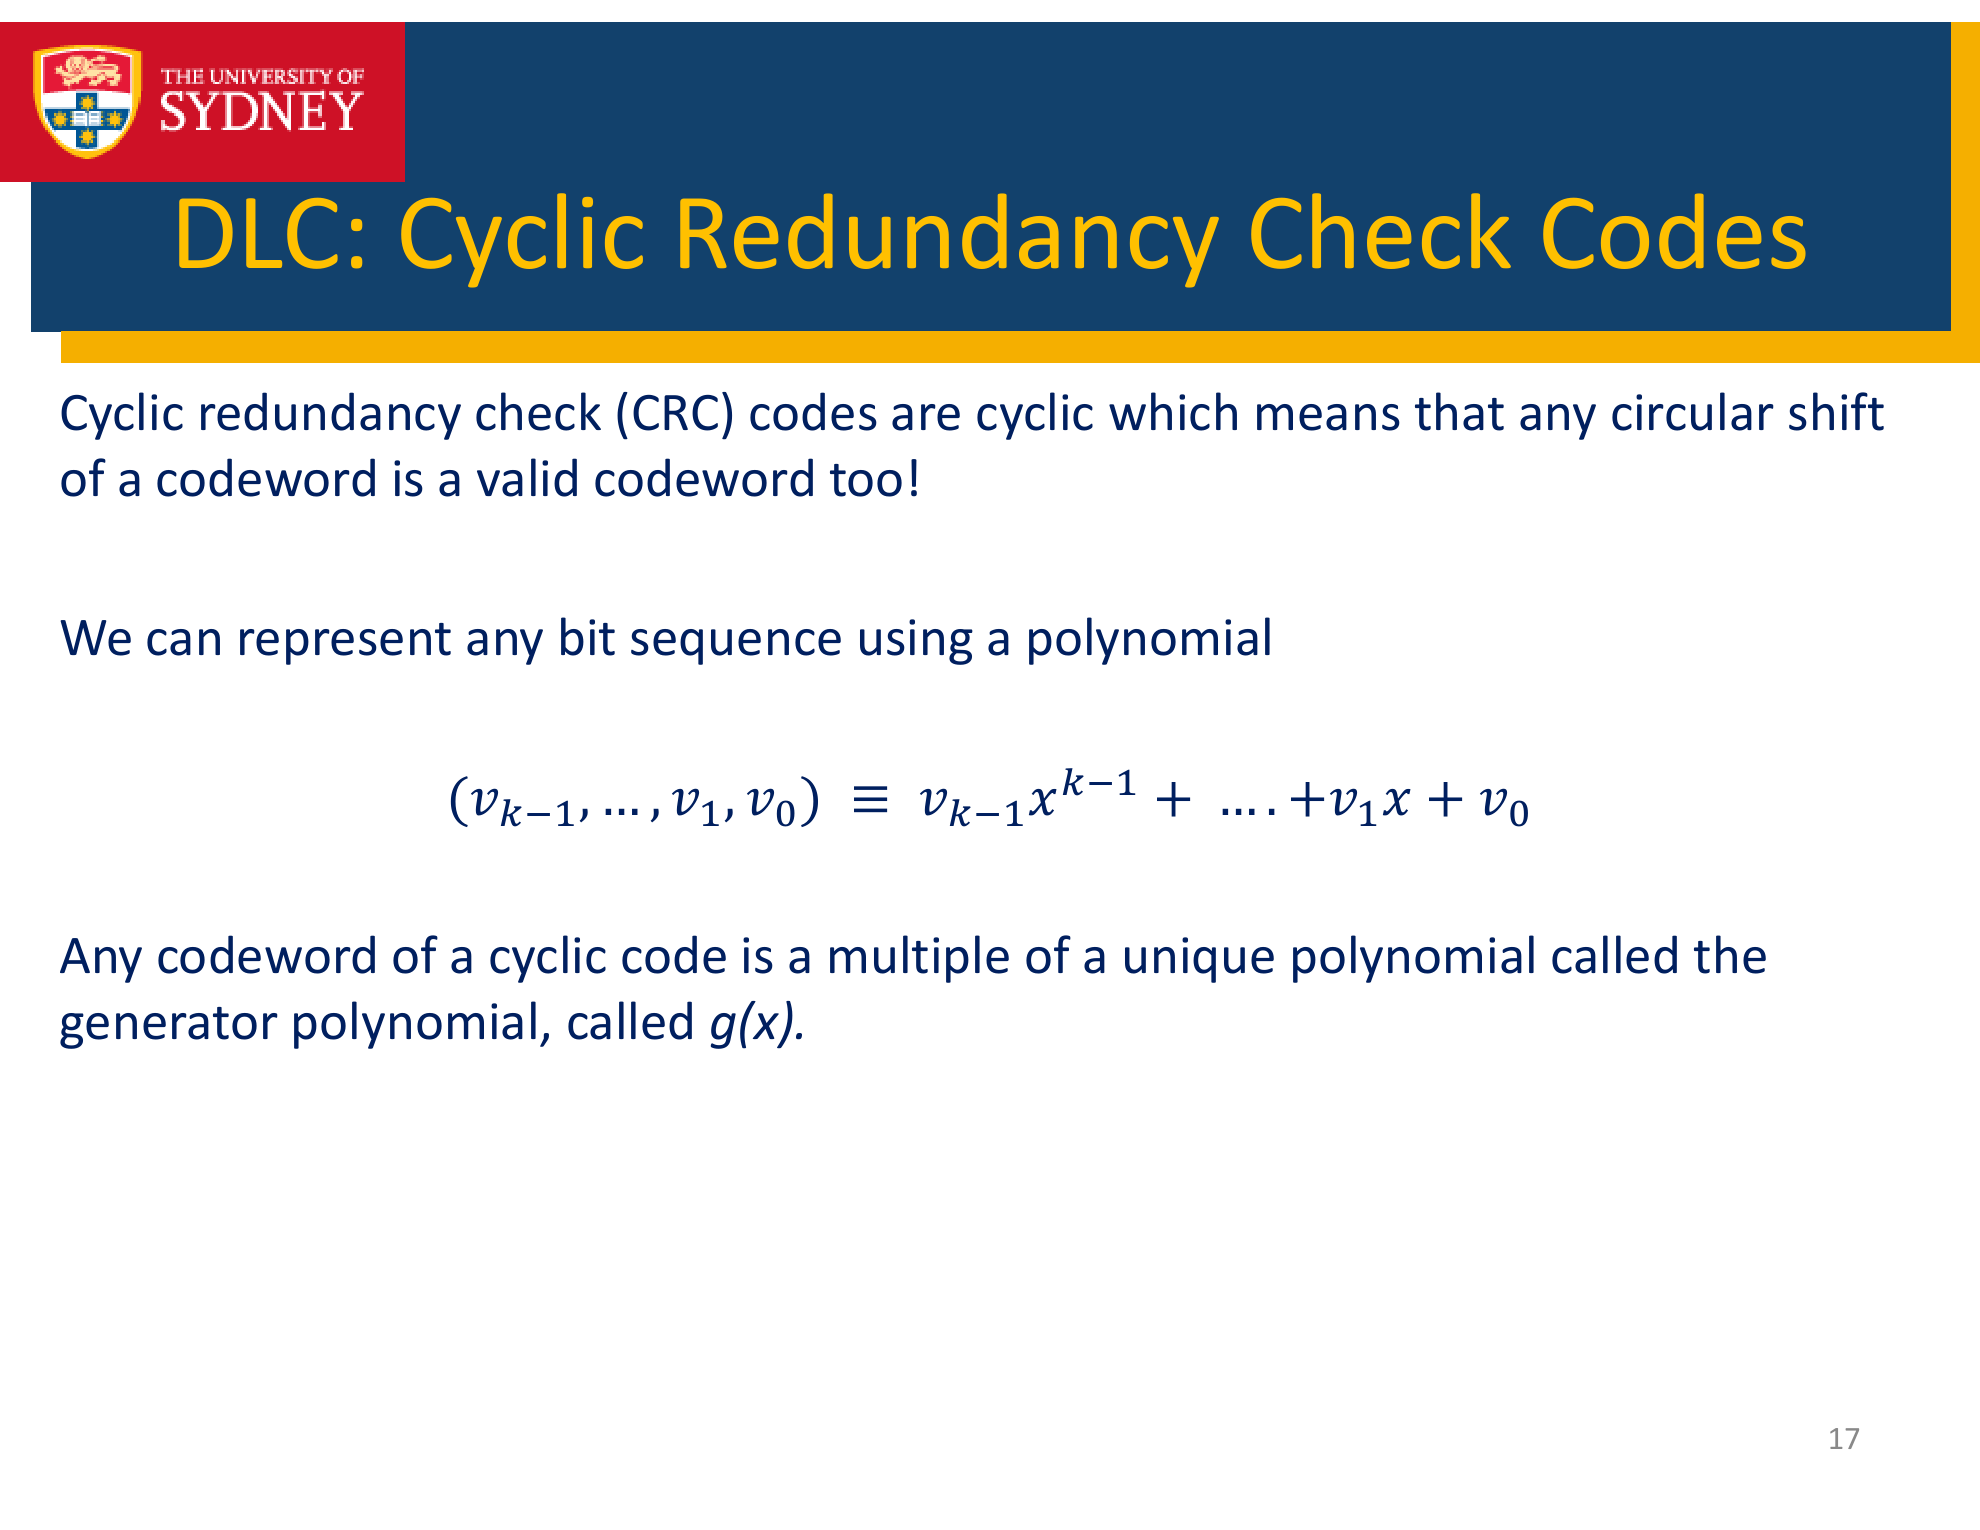 THE UNIVERSITY OF
SYDNEY
DLC: Cyclic Redundancy Check Codes
Cyclic redundancy check (CRC) codes are cyclic which means that any circular shift
of a codeword is a valid codeword too!
We can represent any bit sequence using a polynomial
$(v_{k-1}, \ldots, v_1, v_0) \equiv v_{k-1}x^{k-1} + \ldots. +v_1x + v_0$
Any codeword of a cyclic code is a multiple of a unique polynomial called the
generator polynomial, called g(x).
17